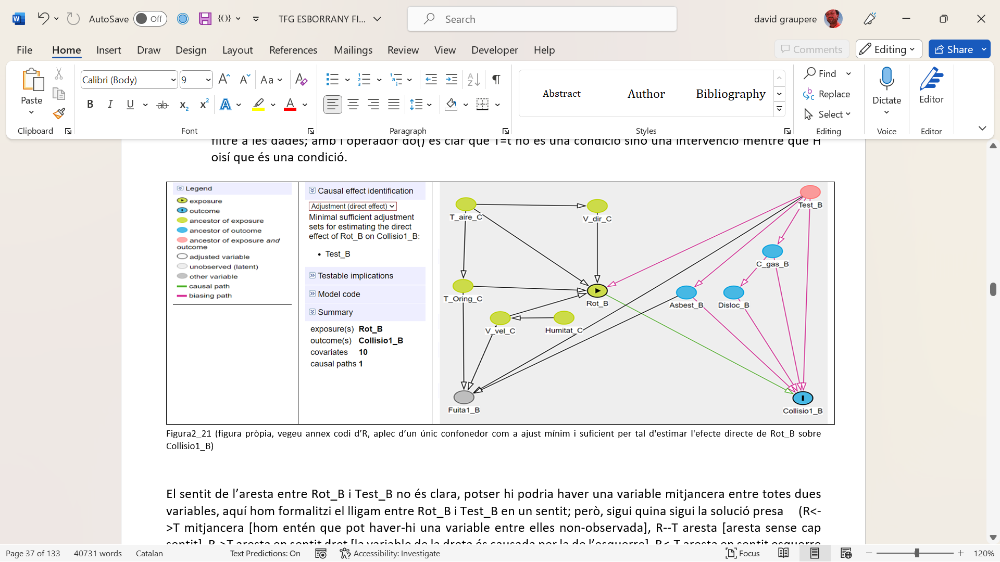 AutoSave Off TFG ESBORRANY FI... Search david graupere
File Home Insert Draw Design Layout References Mailings Review View Developer Help Comments Editing Share
Paste
Clipboard
Calibri (Body) 9
Font
Paragraph
Abstract Author Bibliography
Styles
Find
Replace
Select
Editing
Dictate
Voice
Editor
Editor
filtre a les dades; amb l'operador do() és clar que T=t no és una condició sinó una intervenció mentre que H
oisí que és una condició.
Legend
exposure
outcome
ancestor of exposure
ancestor of outcome
ancestor of exposure and
outcome
adjusted variable
unobserved (latent)
other variable
causal path
biasing path
Causal effect identification
Adjustment (direct effect)
Minimal sufficient adjustment
sets for estimating the direct
effect of Rot_B on Collisio1_B:
• Test_B
Testable implications
Model code
Summary
exposure(s) Rot_B
outcome(s) Collisio1_B
covariates 10
causal paths 1
Test_B
T_aire_C
V_dir_C
C_gas_B
T_Oring_C
Rot_B
Asbest_B
Disloc_B
V_vel_C
Humitat_C
Fuita1_B
Collisio1_B
Figura2_21 (figura pròpia, vegeu annex codi d’R, aplec d’un únic confonedor com a ajust mínim i suficient per tal d'estimar l'efecte directe de Rot_B sobre
Collisio1_B)
El sentit de l’aresta entre Rot_B i Test_B no és clara, potser hi podria haver una variable mitjancera entre totes dues
variables, aquí hom formalitzi el lligam entre Rot_B i Test_B en un sentit; però, sigui quina sigui la solució presa (R<-
>T mitjancera [hom entén que pot haver-hi una variable entre elles non-observada], R--T aresta [aresta sense cap
sentit], R->T aresta en sentit dret [la variable de la dreta és causada per la de l’esquerre], R<-T aresta en sentit esquerre
Page 37 of 133 40731 words Catalan Text Predictions: On Accessibility: Investigate Focus 120%